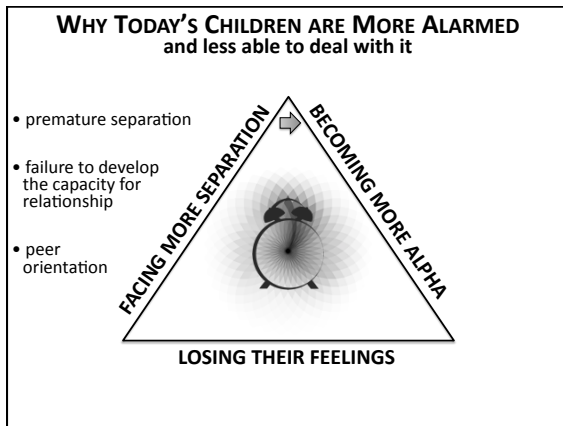 WHY TODAY'S CHILDREN ARE MORE ALARMED
and less able to deal with it
• premature separation
• failure to develop
the capacity for
relationship
• peer
orientation
FACING MORE SEPARATION
BECOMING MORE ALPHA
LOSING THEIR FEELINGS